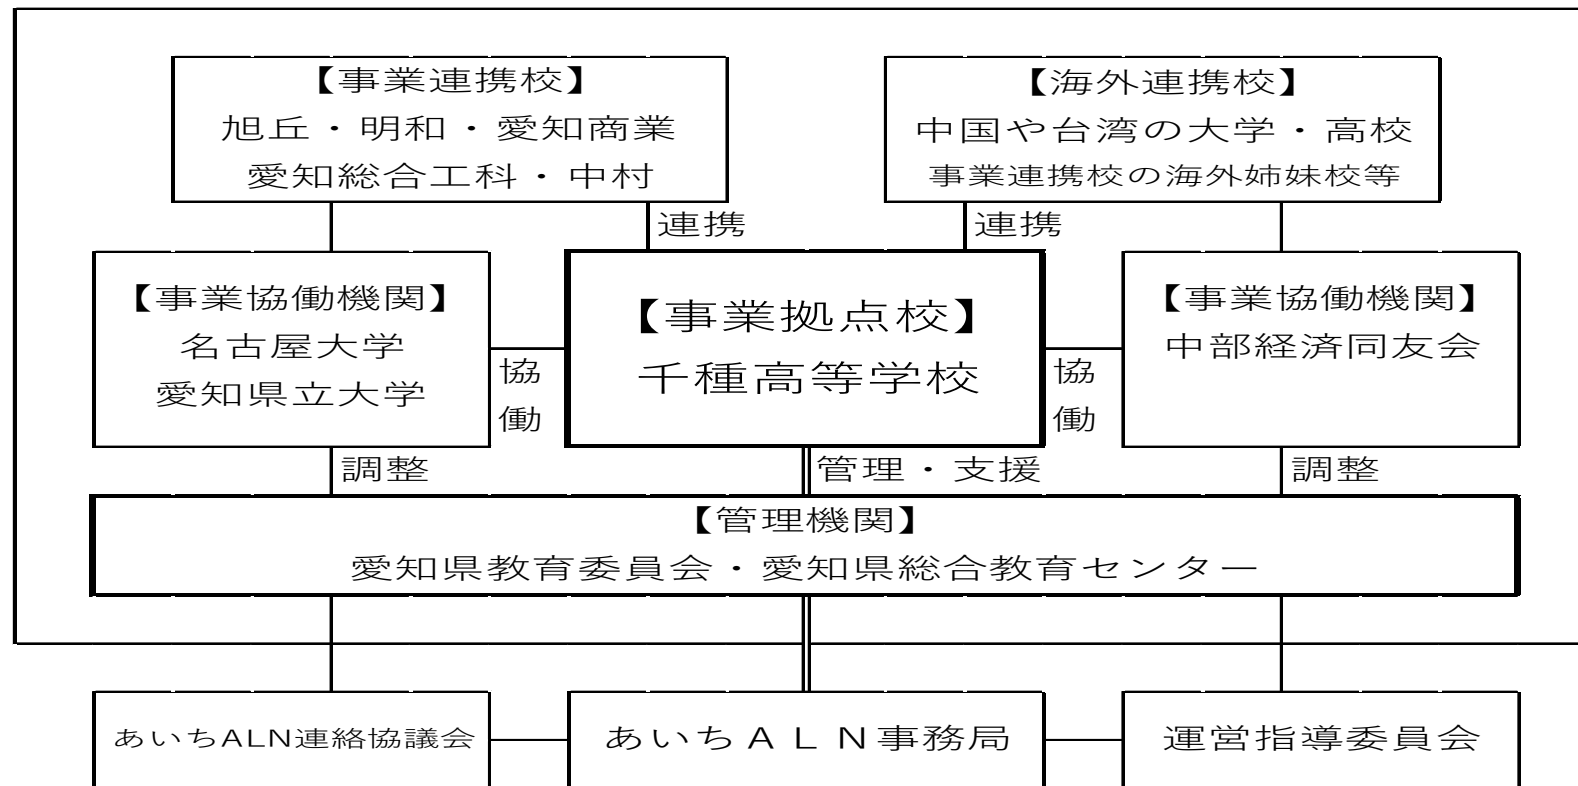 【事業連携校】
旭丘・明和・愛知商業
愛知総合工科・中村
【海外連携校】
中国や台湾の大学・高校
事業連携校の海外姉妹校等
連携
連携
【事業協働機関】
名古屋大学
愛知県立大学
協働
【事業拠点校】
千種高等学校
協働
【事業協働機関】
中部経済同友会
調整
管理・支援
調整
【管理機関】
愛知県教育委員会・愛知県総合教育センター
あいちALN連絡協議会
あいちＡＬＮ事務局
運営指導委員会